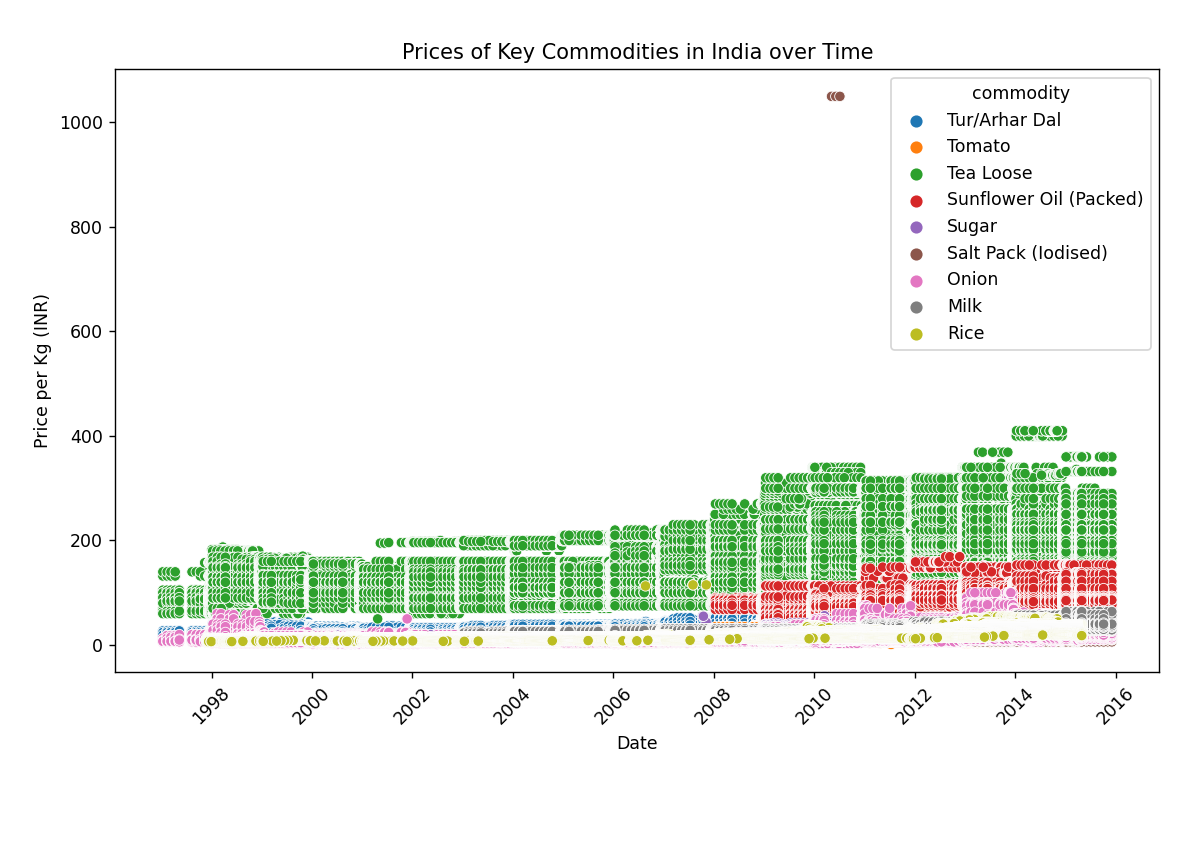 Prices of Key Commodities in India over Time
commodity
Tur/Arhar Dal
Tomato
Tea Loose
Sunflower Oil (Packed)
Sugar
Salt Pack (Iodised)
Onion
Milk
Rice
Price per Kg (INR)
1000
800
600
400
200
0
1998
2000
2002
2004
2006
2008
2010
2012
2014
2016
Date